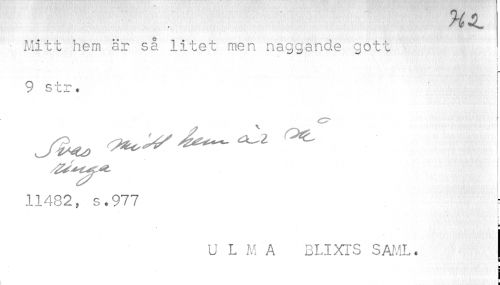 762
Mitt hem är så litet men naggande gott
9 str.
Svas mitt hem är så
ringa
11482, s.977
U L M A   BLIXTS SAML.